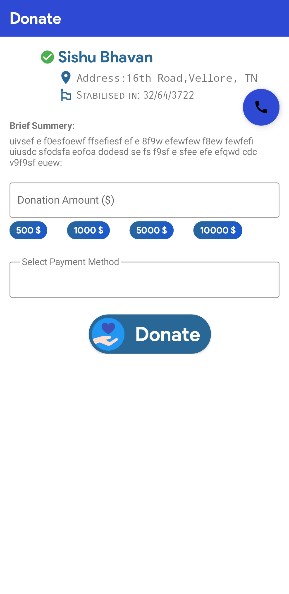 Donate
Sishu Bhavan
Address:16th Road,Vellore, TN
Stabilised in: 32/64/3722
Brief Summery:
uivsef e f0esfoewf ffsefiesf ef e 8f9w efewfew f8ew fewfefi
uiusdc sfodsfa eofoa dodesd se fs f9sf e sfee efe efqwd cdc
v9f9sf euew:
Donation Amount ($)
500 $ 1000 $ 5000 $ 10000 $
Select Payment Method
Donate